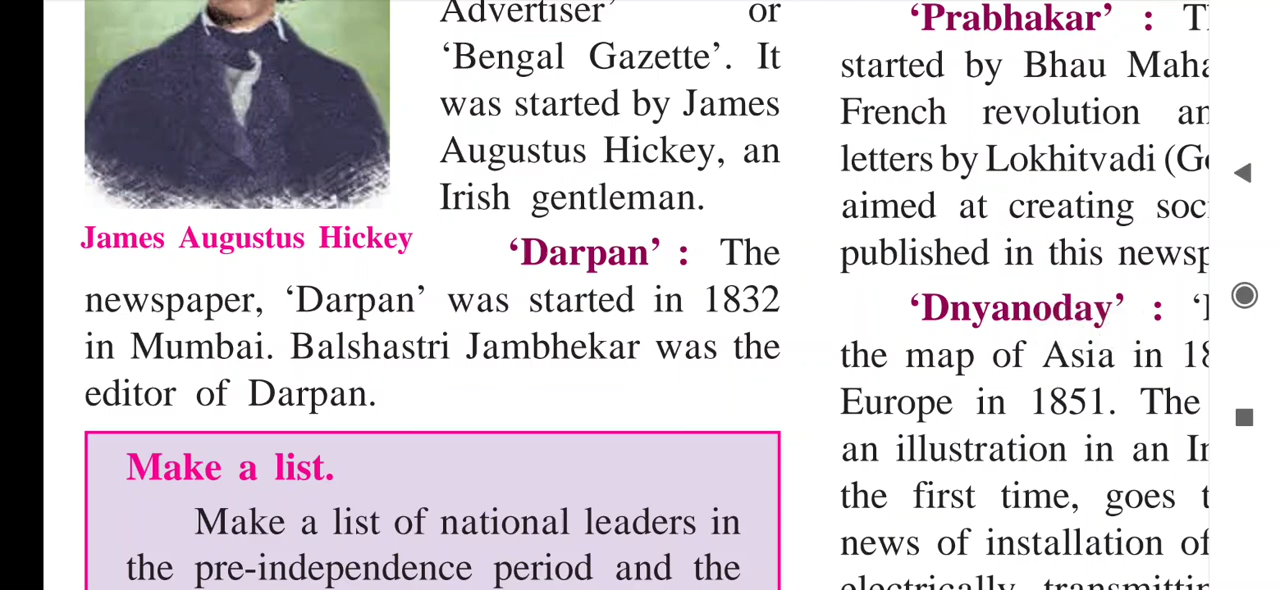 Advertiser' or
'Bengal Gazette'. It
was started by James
Augustus Hickey, an
Irish gentleman.
James Augustus Hickey
'Darpan' : The
newspaper, 'Darpan' was started in 1832
in Mumbai. Balshastri Jambhekar was the
editor of Darpan.
Make a list.
Make a list of national leaders in
the pre-independence period and the
'Prabhakar' :
started by Bhau
French revolution
letters by Lokhitvadi
aimed at creating
published in this
'Dnyanoday' :
the map of Asia in
Europe in 1851. The
an illustration in an
the first time, goes
news of installation of
electrically